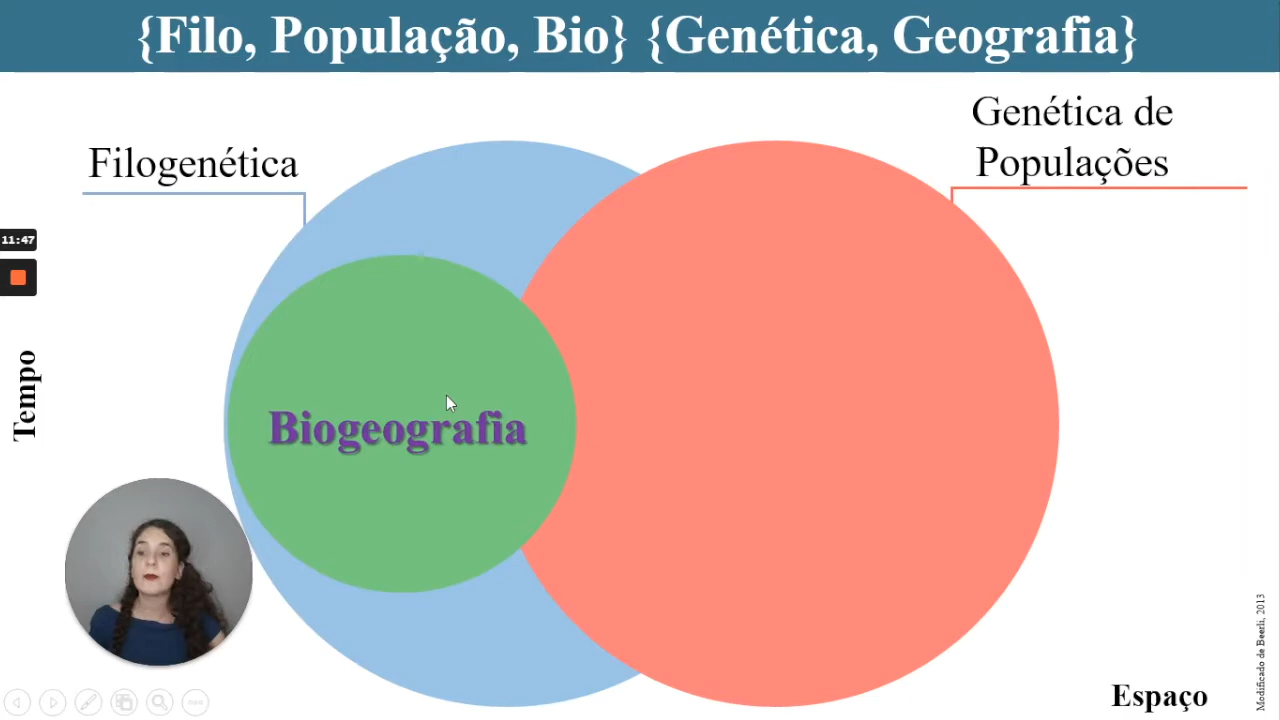 {Filo, População, Bio} {Genética, Geografia}
Genética de
Populações
Filogenética
11:47
Tempo
Biogeografia
Modificado de Beerli, 2013
Espaço